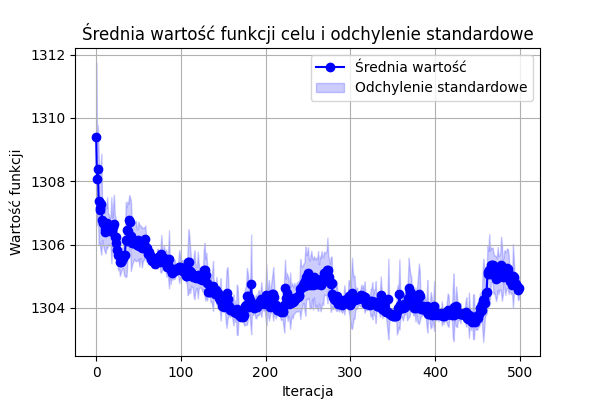 Średnia wartość funkcji celu i odchylenie standardowe
1312
1310
1308
1306
1304
Wartość funkcji
Średnia wartość
Odchylenie standardowe
0 100 200 300 400 500
Iteracja